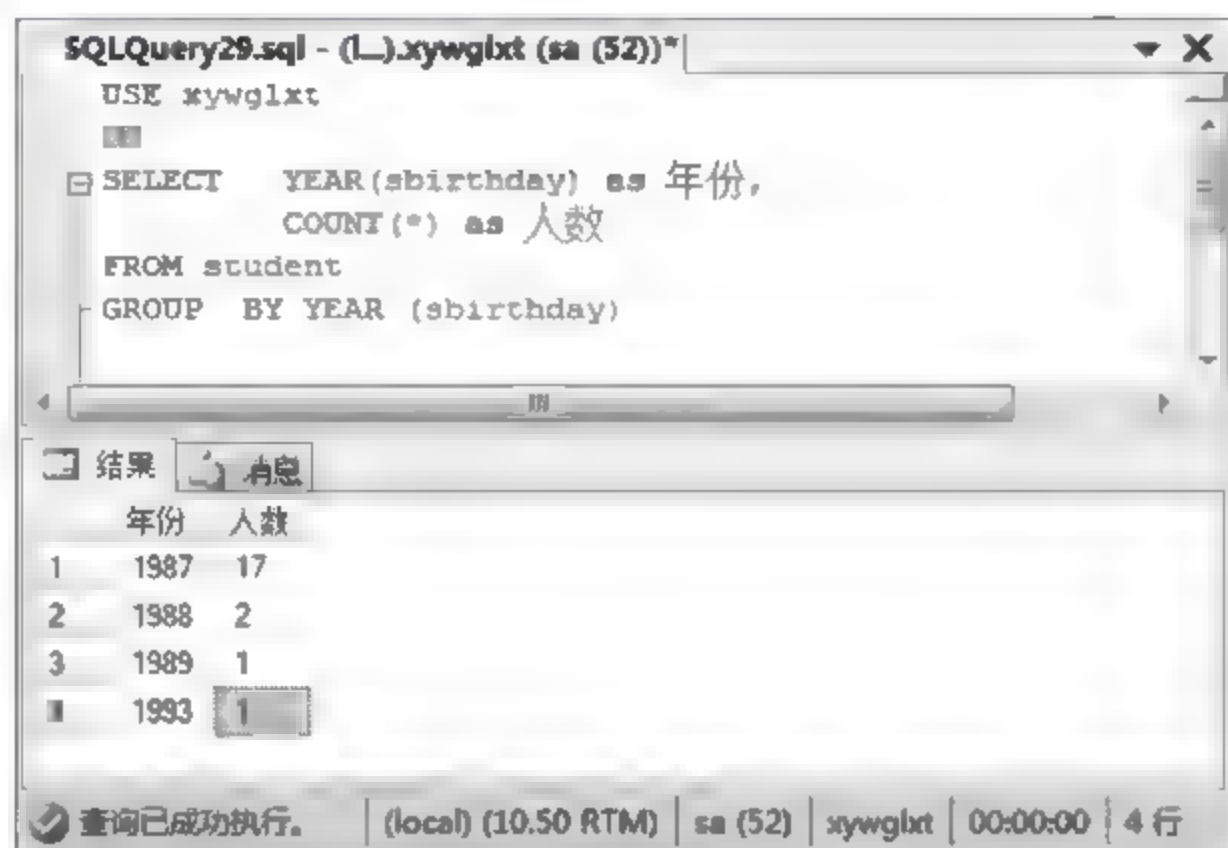 SQLQuery29.sql - (l...).xywglxt (sa (52))*
USE xywglxt
SELECT YEAR(sbirthday) as 年份,
COUNT(*) as 人数
FROM student
GROUP BY YEAR (sbirthday)
结果 消息
年份 人数
1 1987 17
2 1988 2
3 1989 1
1993 1
查询已成功执行。 (local) (10.50 RTM) sa (52) xywglxt 00:00:00 4 行